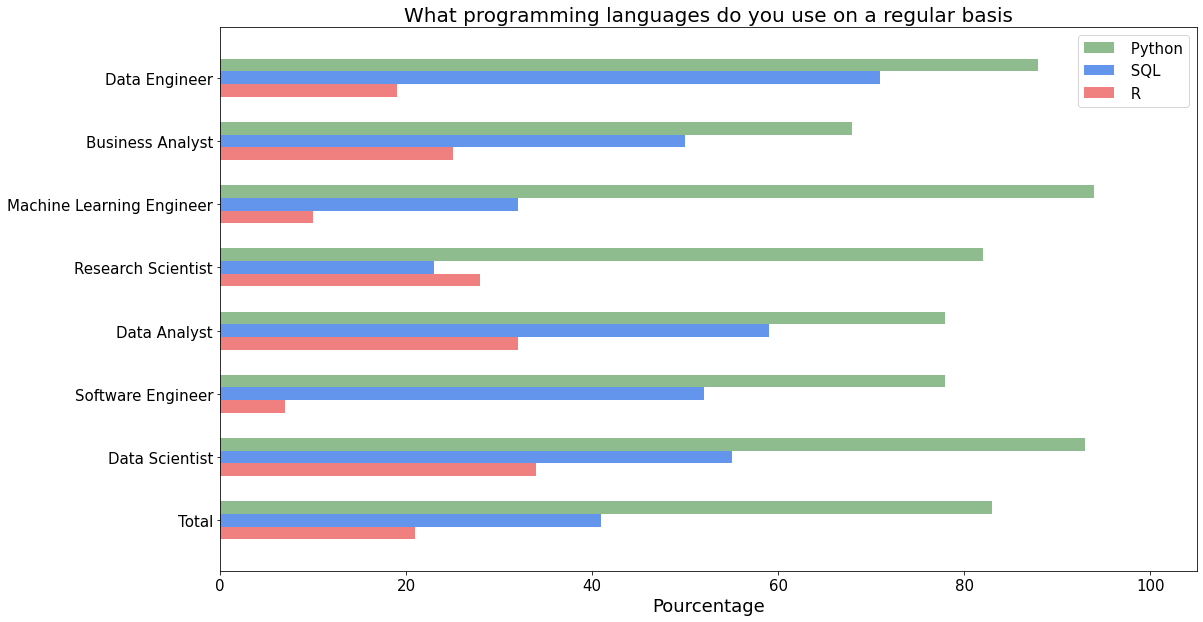 What programming languages do you use on a regular basis
Python
SQL
R
Data Engineer
Business Analyst
Machine Learning Engineer
Research Scientist
Data Analyst
Software Engineer
Data Scientist
Total
0 20 40 60 80 100
Pourcentage